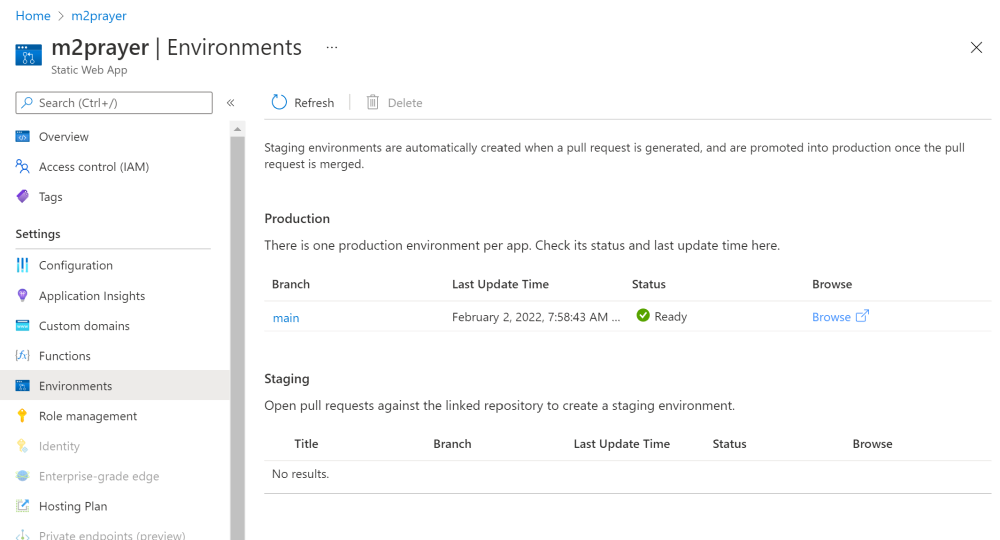 Home > m2prayer
m2prayer | Environments ...
Static Web App
Search (Ctrl+/)
«
Refresh
Delete
Overview
Access control (IAM)
Tags
Settings
Configuration
Application Insights
Custom domains
Functions
Environments
Role management
Identity
Enterprise-grade edge
Hosting Plan
Private endpoints (preview)
Staging environments are automatically created when a pull request is generated, and are promoted into production once the pull
request is merged.
Production
There is one production environment per app. Check its status and last update time here.
Branch Last Update Time Status Browse
main February 2, 2022, 7:58:43 AM ... Ready Browse
Staging
Open pull requests against the linked repository to create a staging environment.
Title Branch Last Update Time Status Browse
No results.